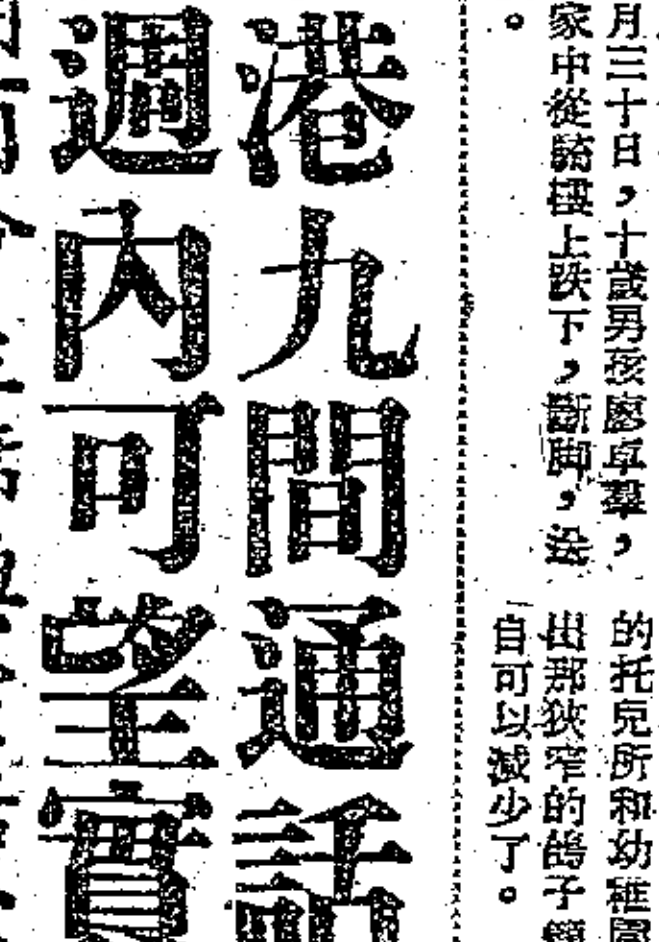 月三十日，十歲男孩廖卓羣，
家中從騎樓上跌下，斷脚，法
。
的托兒所和幼稚園
出那狹窄的鴿子籠
自可以減少了。
港九間通話
週內可望實